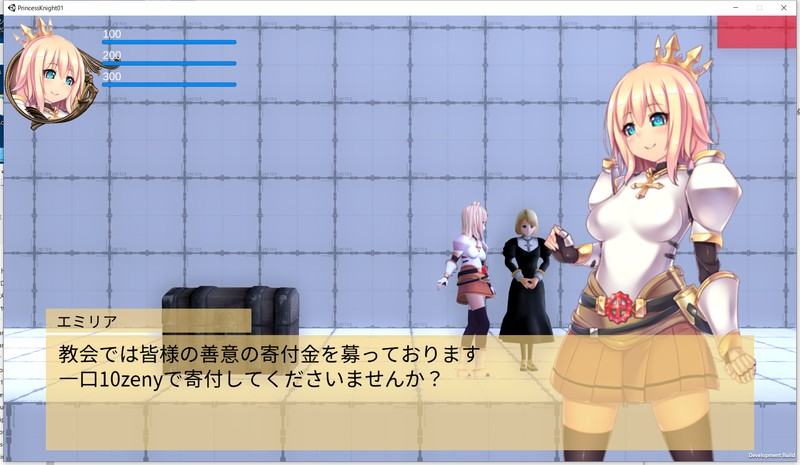 PrincessKnight01
100
200
300
エミリア
教会では皆様の善意の寄付金を募っております
一口10zenyで寄付してくださいませんか？
Development Build